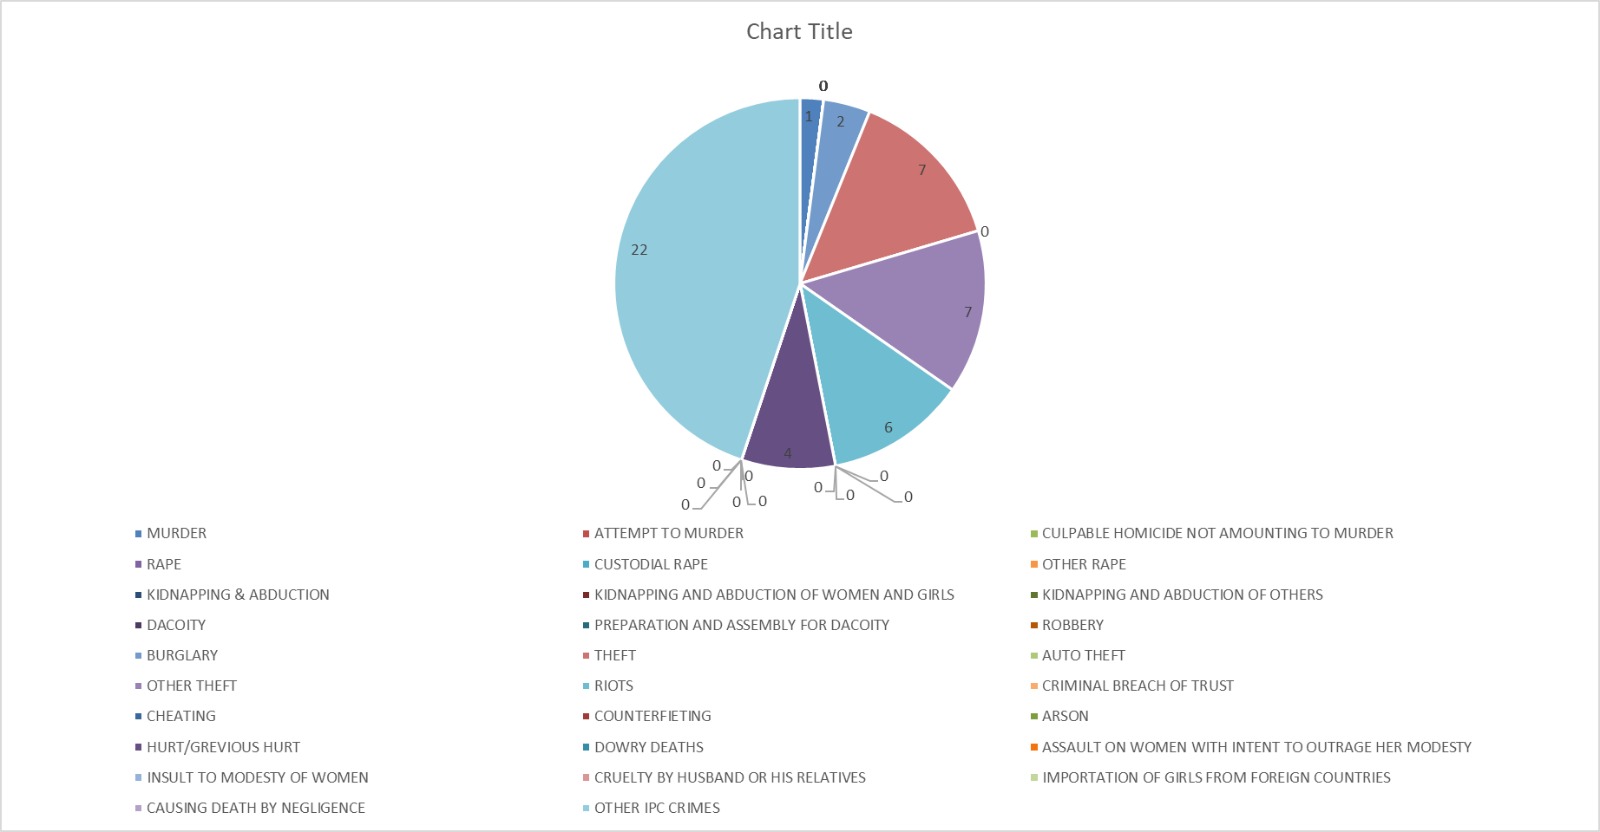 Chart Title
0
1
2
7
0
22
7
6
4
0
0
0
0
0
0
0
0
0
0
0
MURDER
ATTEMPT TO MURDER
CULPABLE HOMICIDE NOT AMOUNTING TO MURDER
RAPE
CUSTODIAL RAPE
OTHER RAPE
KIDNAPPING & ABDUCTION
KIDNAPPING AND ABDUCTION OF WOMEN AND GIRLS
KIDNAPPING AND ABDUCTION OF OTHERS
DACOITY
PREPARATION AND ASSEMBLY FOR DACOITY
ROBBERY
BURGLARY
THEFT
AUTO THEFT
OTHER THEFT
RIOTS
CRIMINAL BREACH OF TRUST
CHEATING
COUNTERFIETING
ARSON
HURT/GREVIOUS HURT
DOWRY DEATHS
ASSAULT ON WOMEN WITH INTENT TO OUTRAGE HER MODESTY
INSULT TO MODESTY OF WOMEN
CRUELTY BY HUSBAND OR HIS RELATIVES
IMPORTATION OF GIRLS FROM FOREIGN COUNTRIES
CAUSING DEATH BY NEGLIGENCE
OTHER IPC CRIMES